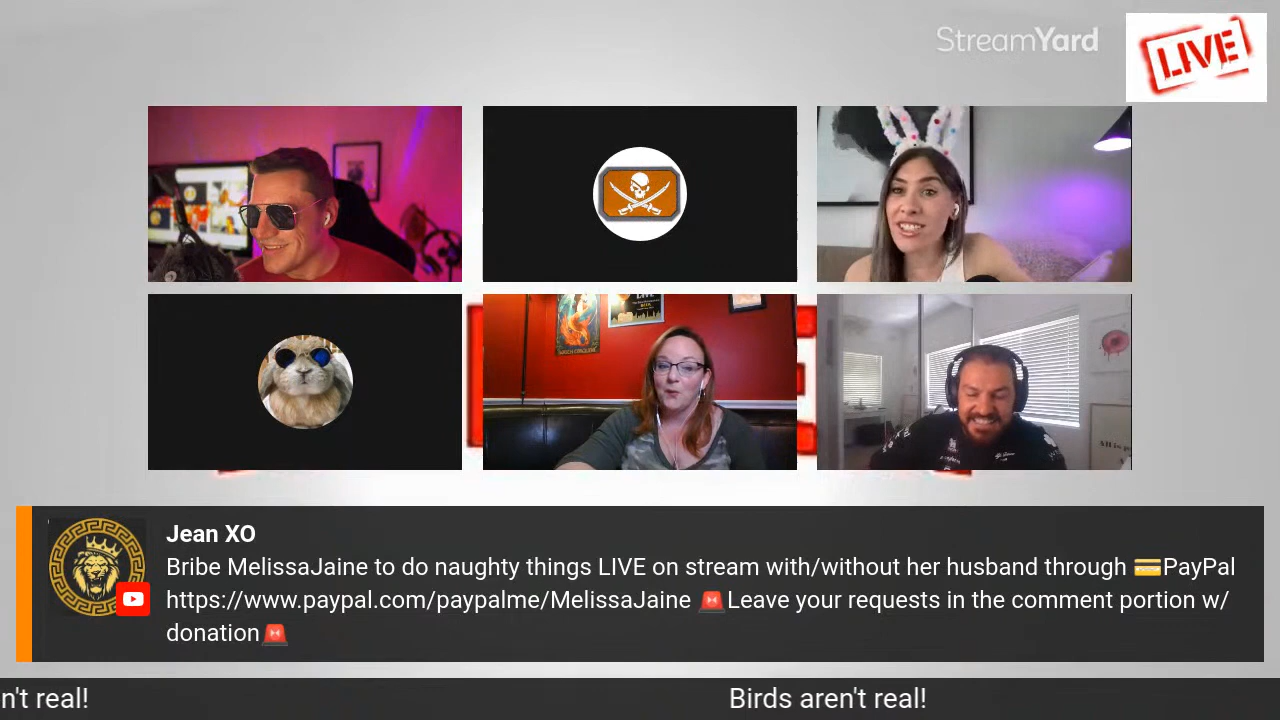 StreamYard
LIVE
LIVE
Jean XO
Bribe MelissaJaine to do naughty things LIVE on stream with/without her husband through 💳PayPal
https://www.paypal.com/paypalme/MelissaJaine 🚨Leave your requests in the comment portion w/
donation🚨
n't real!
Birds aren't real!